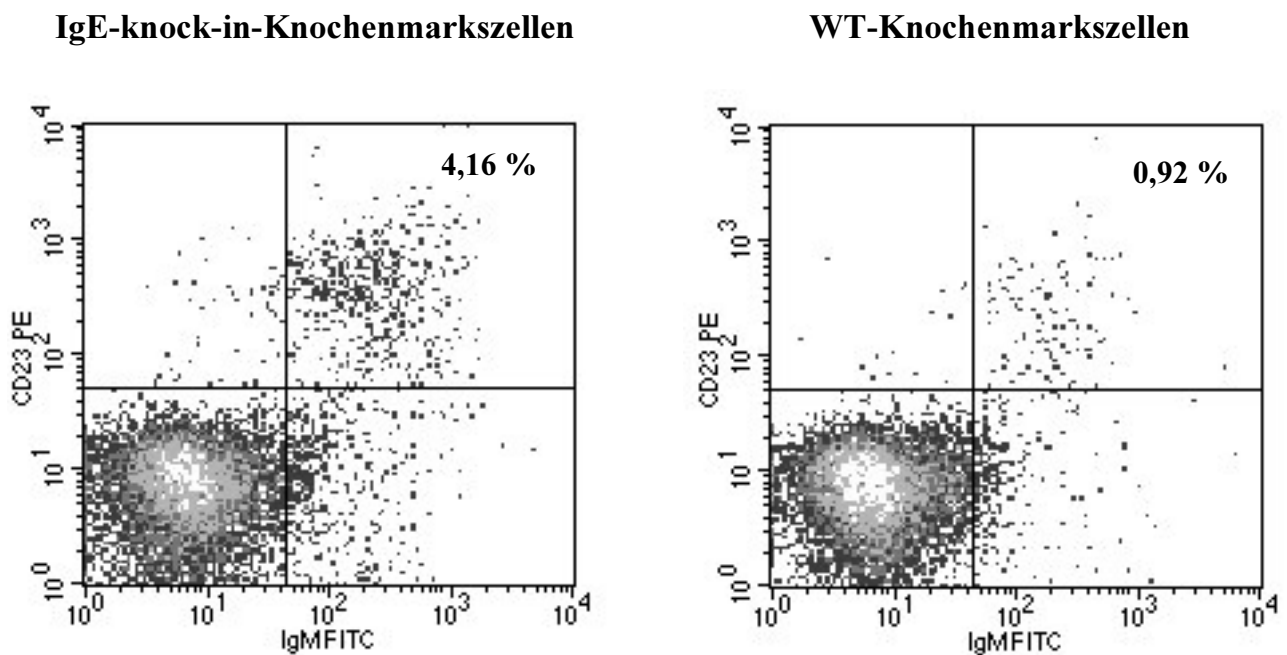 IgE-knock-in-Knochenmarkszellen
WT-Knochenmarkszellen
4,16 %
10^0 10^1 10^2 10^3 10^4
CD23 PE
10^0 10^1 10^2 10^3 10^4
IgMFITC
0,92 %
10^0 10^1 10^2 10^3 10^4
CD23 PE
10^0 10^1 10^2 10^3 10^4
IgMFITC